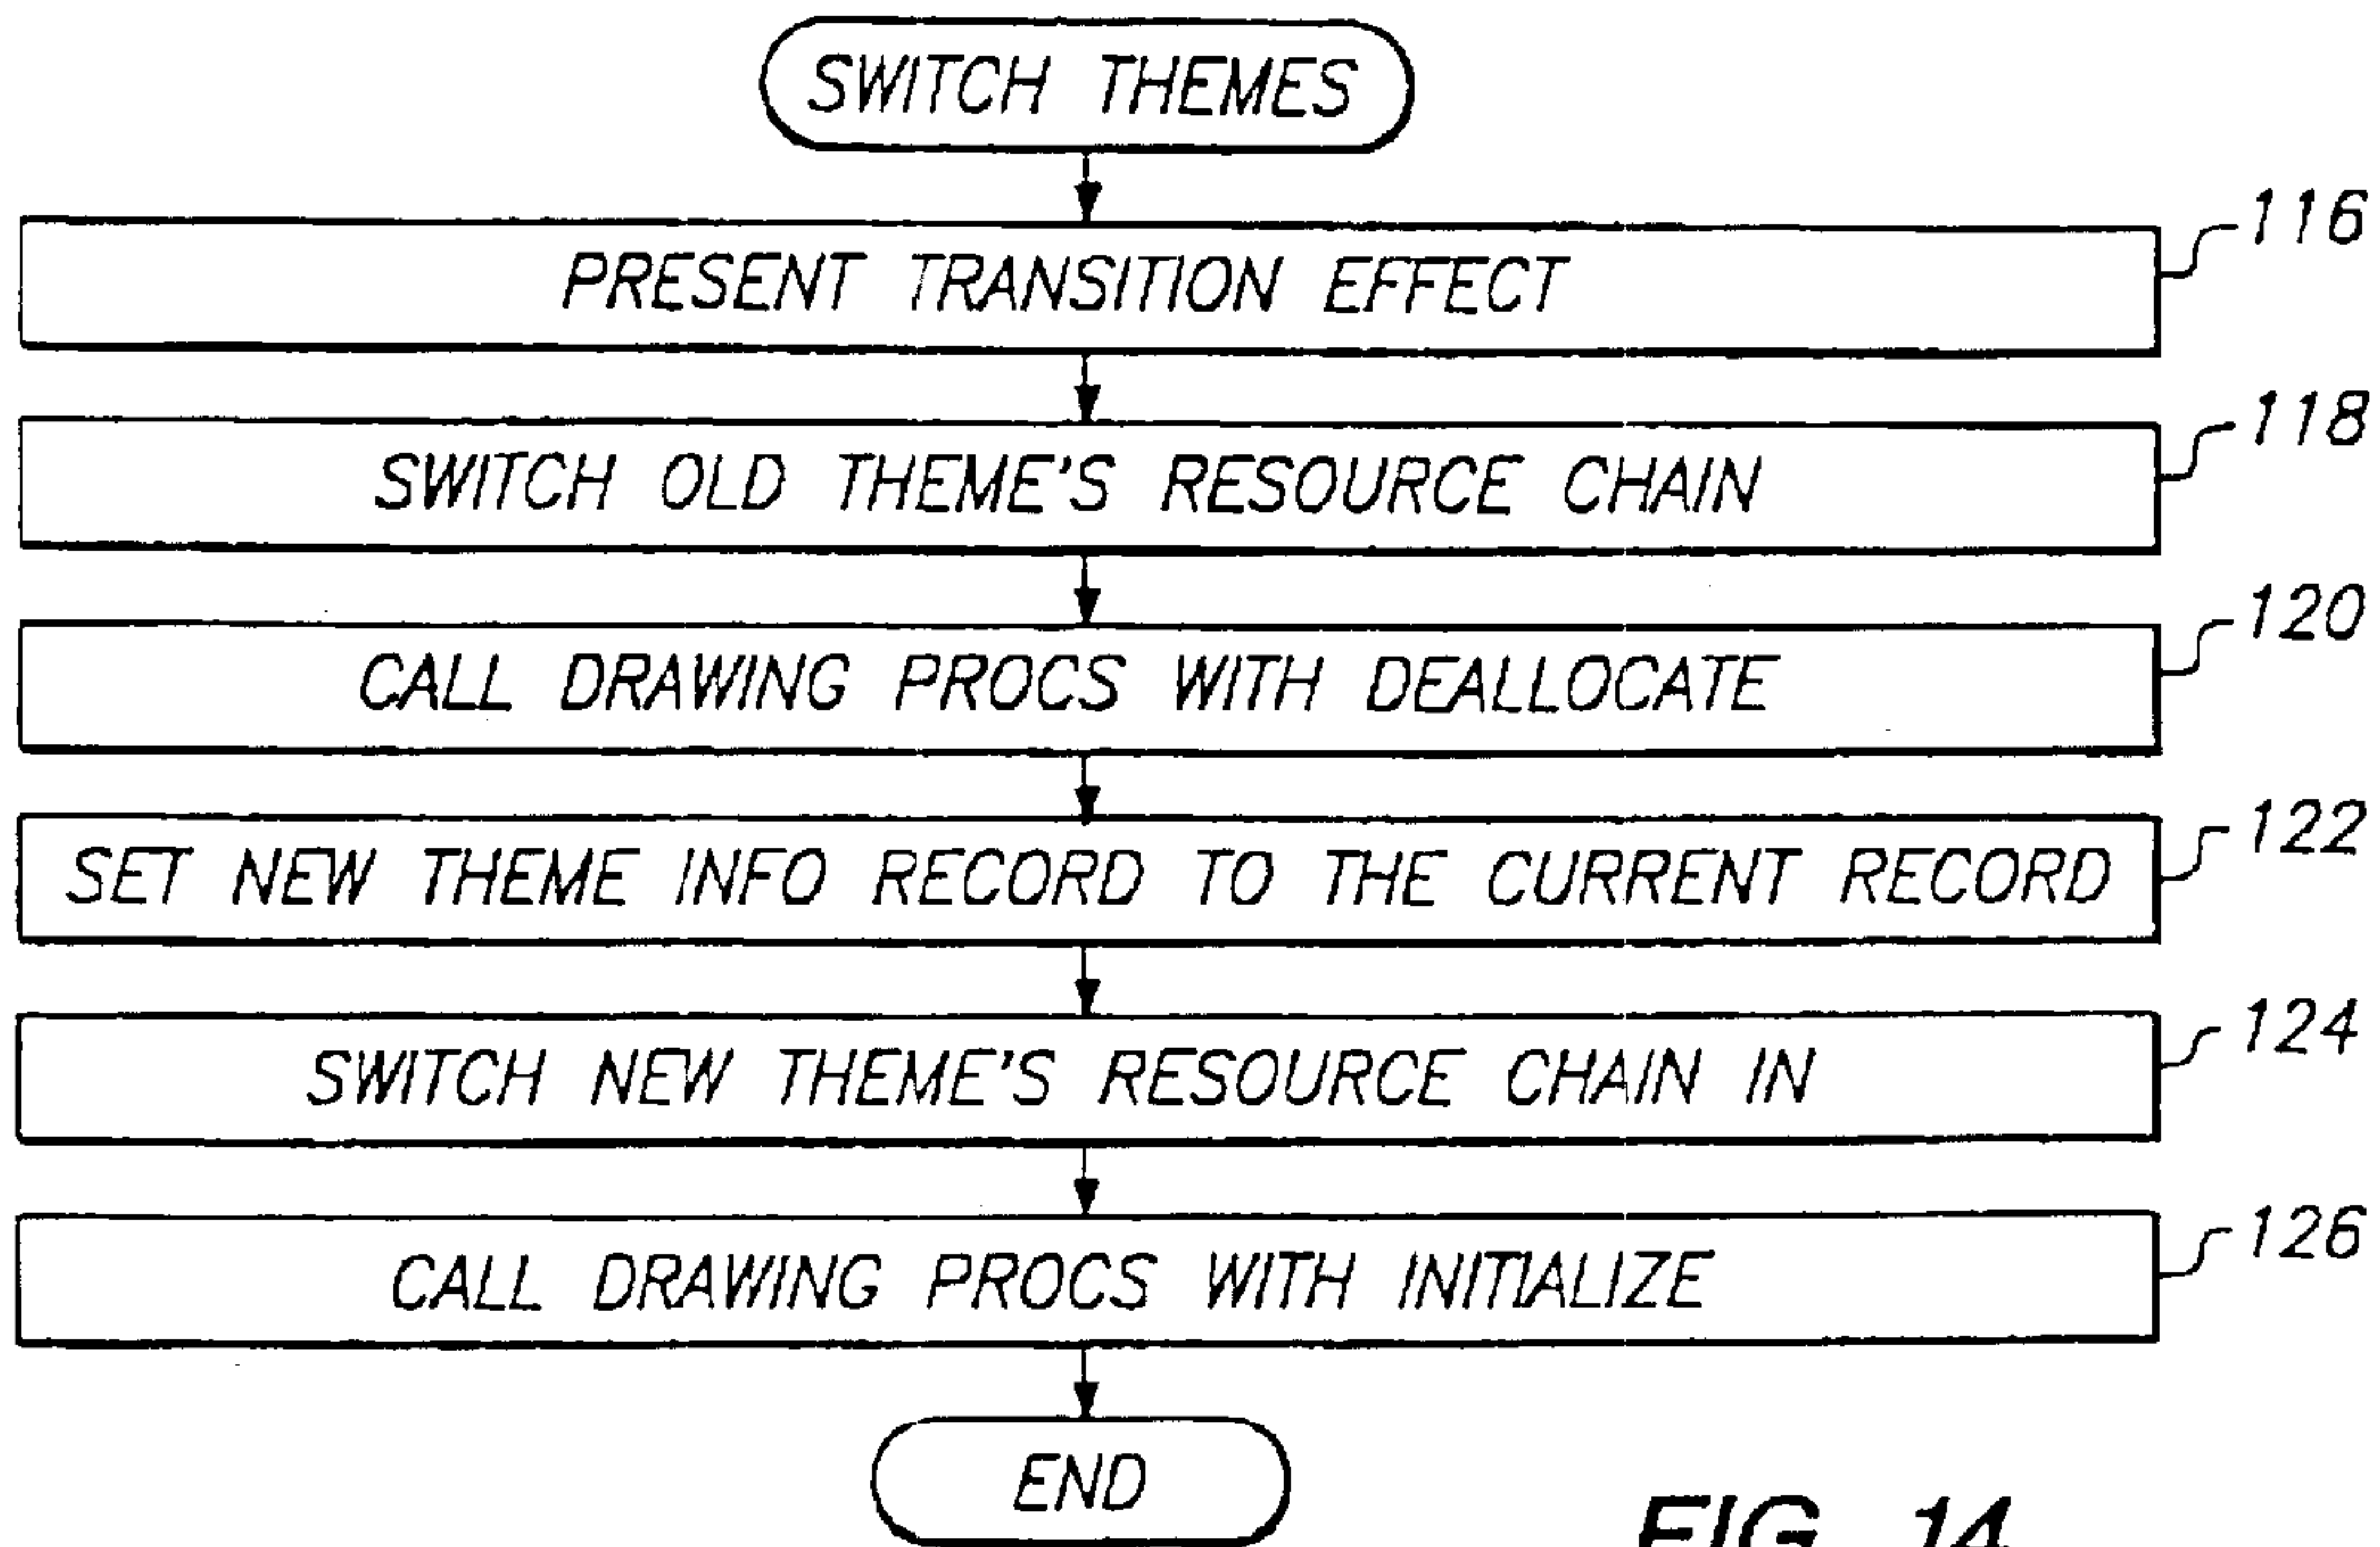 SWITCH THEMES
116
PRESENT TRANSITION EFFECT
118
SWITCH OLD THEME'S RESOURCE CHAIN
120
CALL DRAWING PROCS WITH DEALLOCATE
122
SET NEW THEME INFO RECORD TO THE CURRENT RECORD
124
SWITCH NEW THEME'S RESOURCE CHAIN IN
126
CALL DRAWING PROCS WITH INITIALIZE
END
FIG. 14